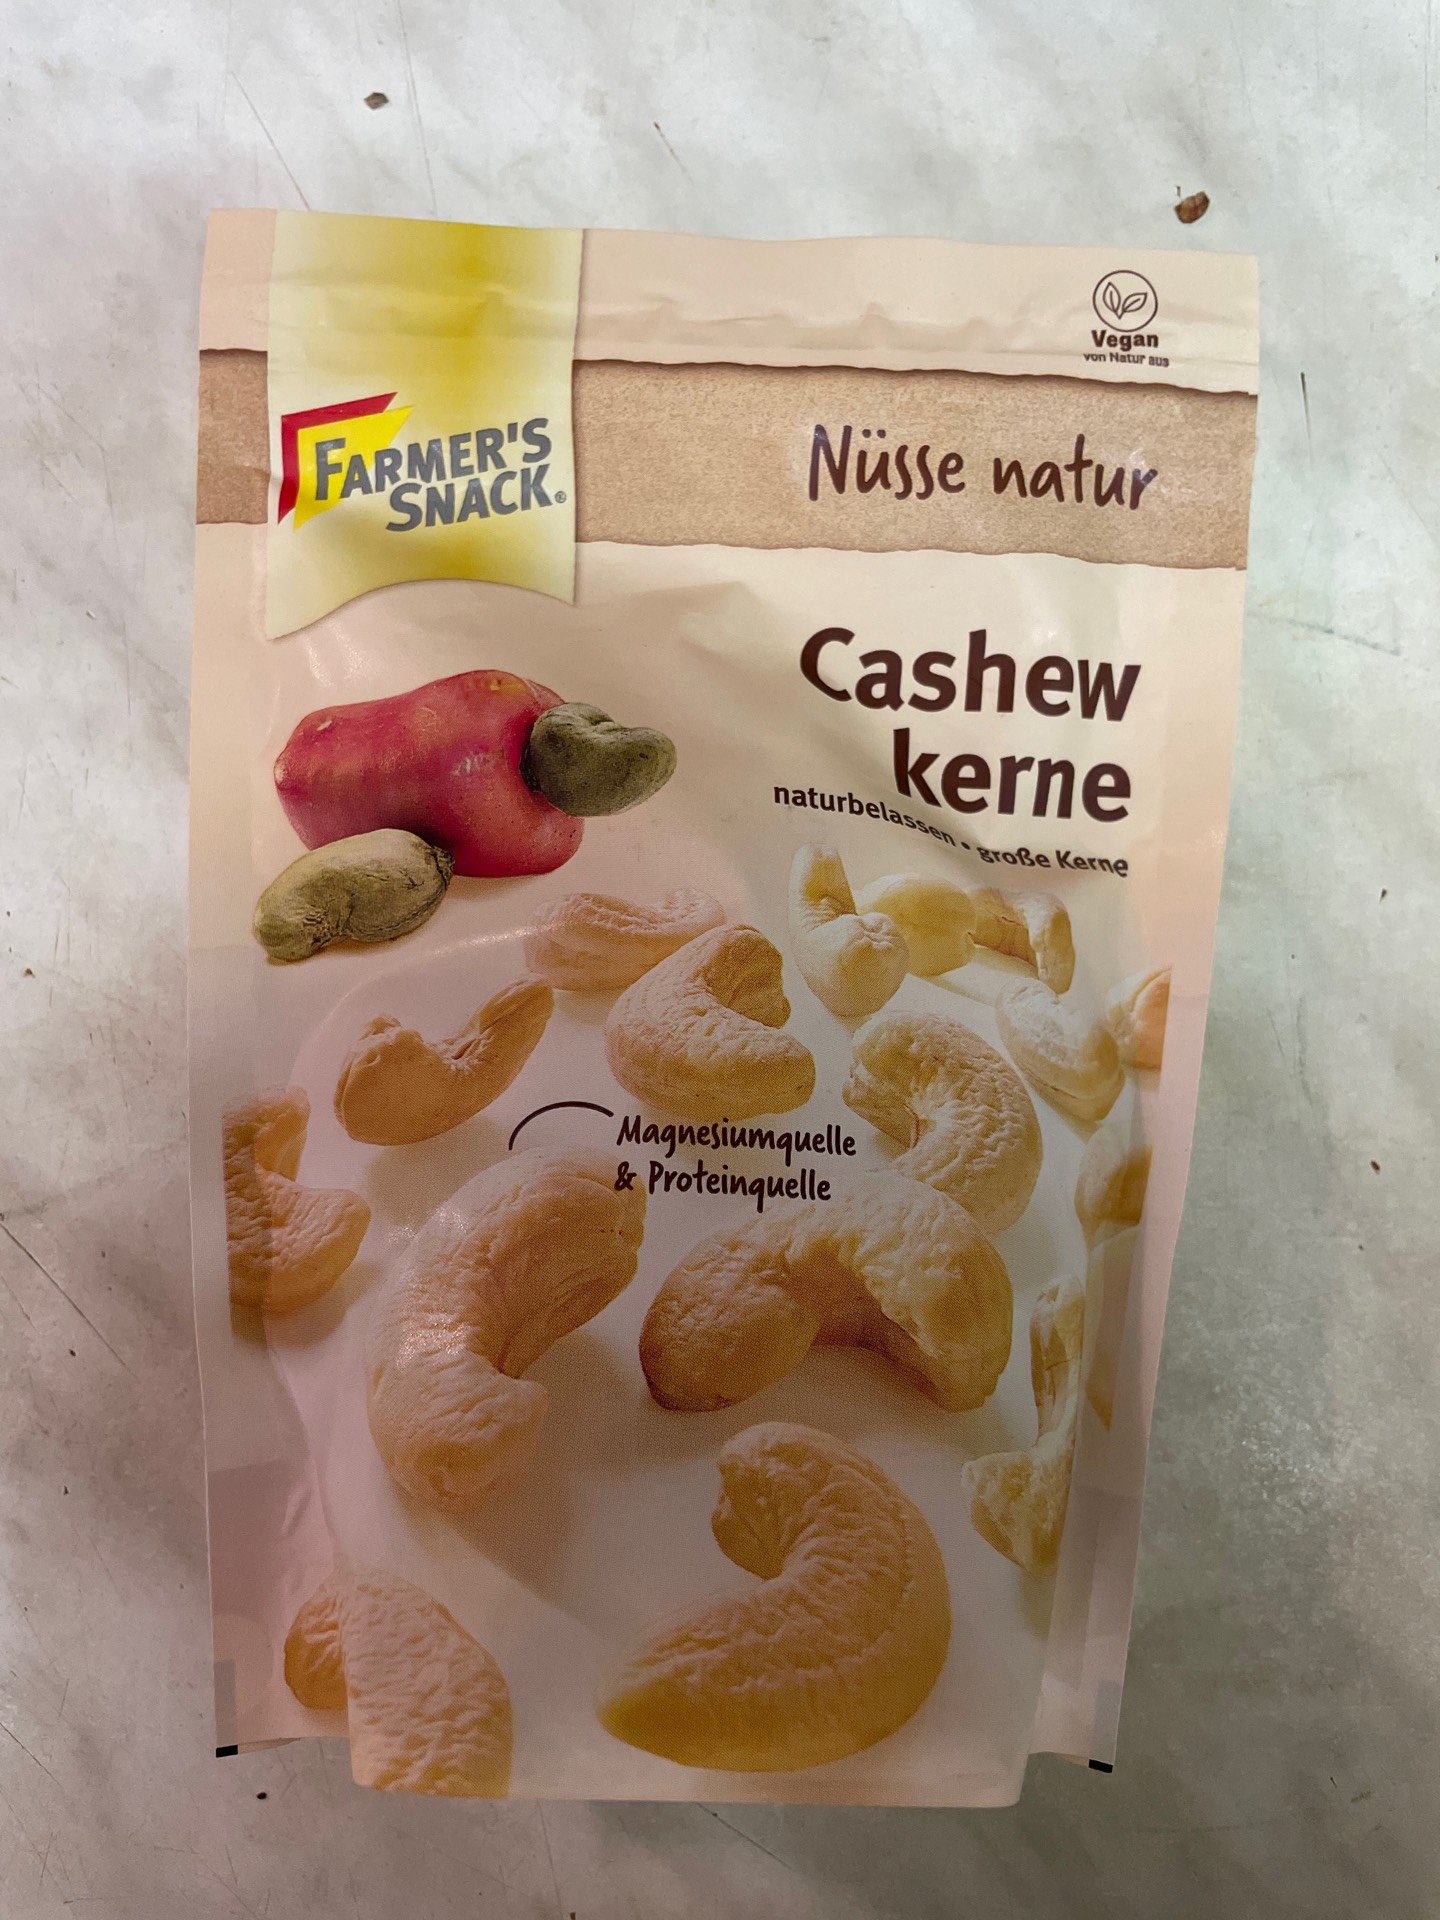 Vegan
von Natur aus
FARMER'S
SNACK®
Nüsse natur
Cashew
kerne
naturbelassen • große Kerne
Magnesiumquelle
& Proteinquelle